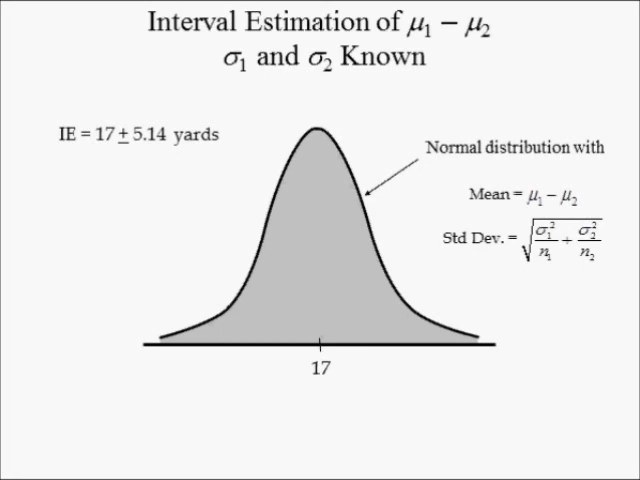 Interval Estimation of μ₁ − μ₂
σ₁ and σ₂ Known
IE = 17 ± 5.14 yards
Normal distribution with
Mean = μ₁ − μ₂
Std Dev. = √(σ₁²/n₁ + σ₂²/n₂)
17